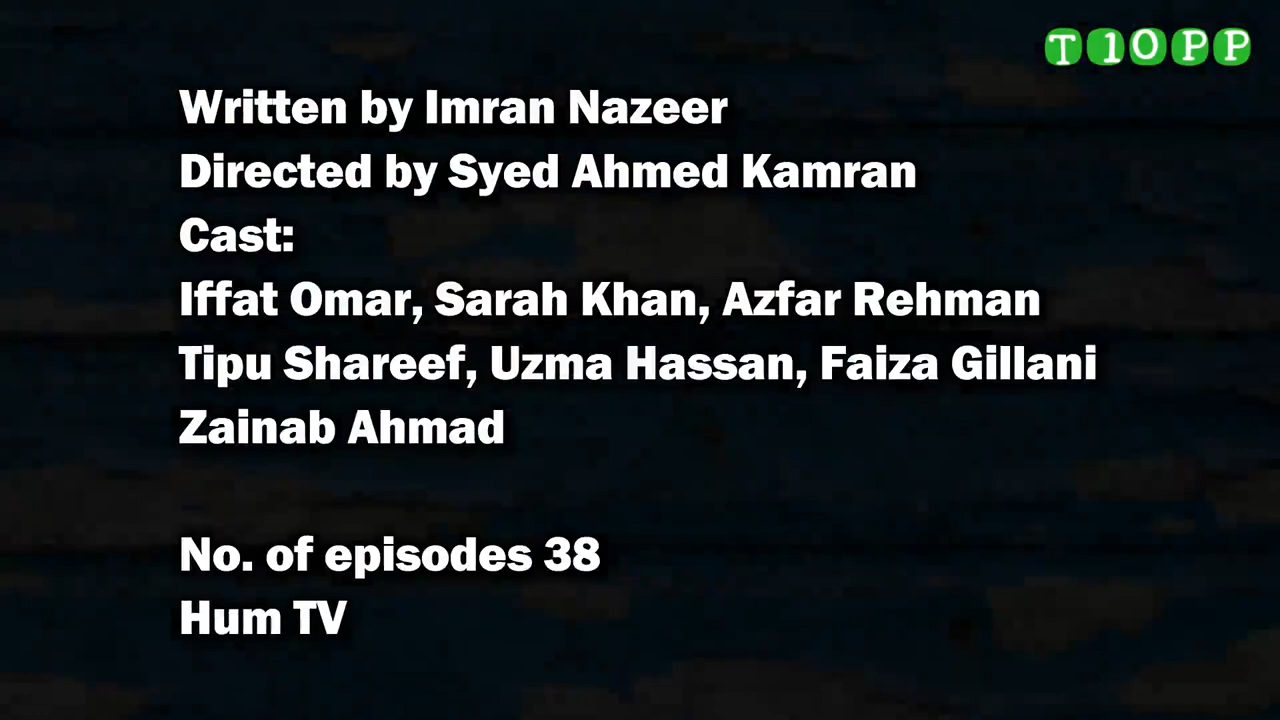 T10PP
Written by Imran Nazeer
Directed by Syed Ahmed Kamran
Cast:
Iffat Omar, Sarah Khan, Azfar Rehman
Tipu Shareef, Uzma Hassan, Faiza Gillani
Zainab Ahmad
No. of episodes 38
Hum TV